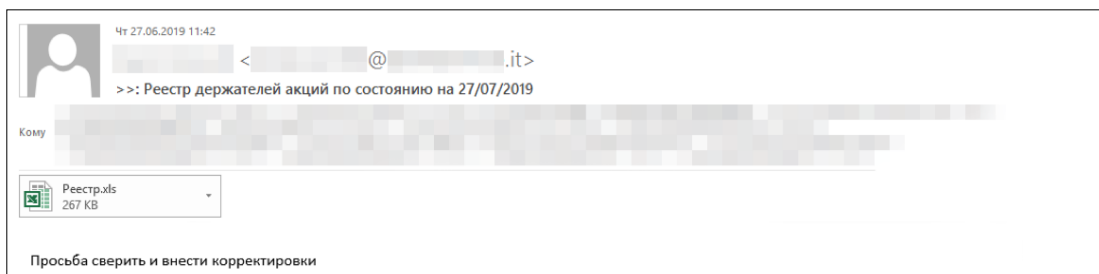 Чт 27.06.2019 11:42
< @ .it>
>>: Реестр держателей акций по состоянию на 27/07/2019
Кому
Реестр.xls
267 KB
Просьба сверить и внести корректировки